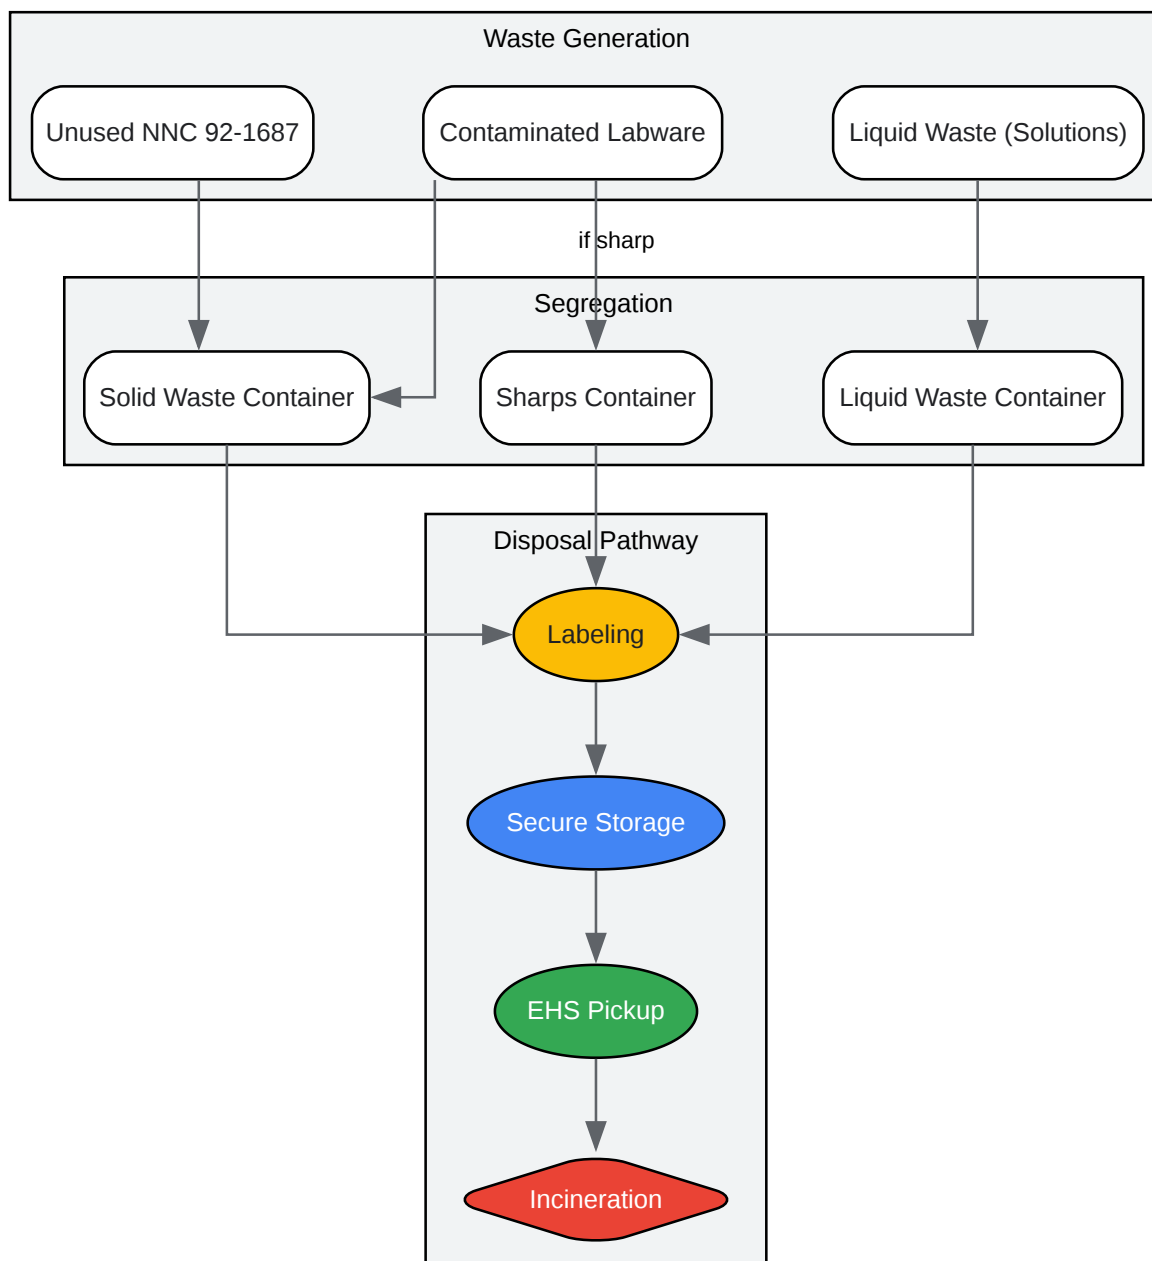 Waste Generation
Unused NNC 92-1687
Contaminated Labware
Liquid Waste (Solutions)
if sharp
Segregation
Solid Waste Container
Sharps Container
Liquid Waste Container
Disposal Pathway
Labeling
Secure Storage
EHS Pickup
Incineration